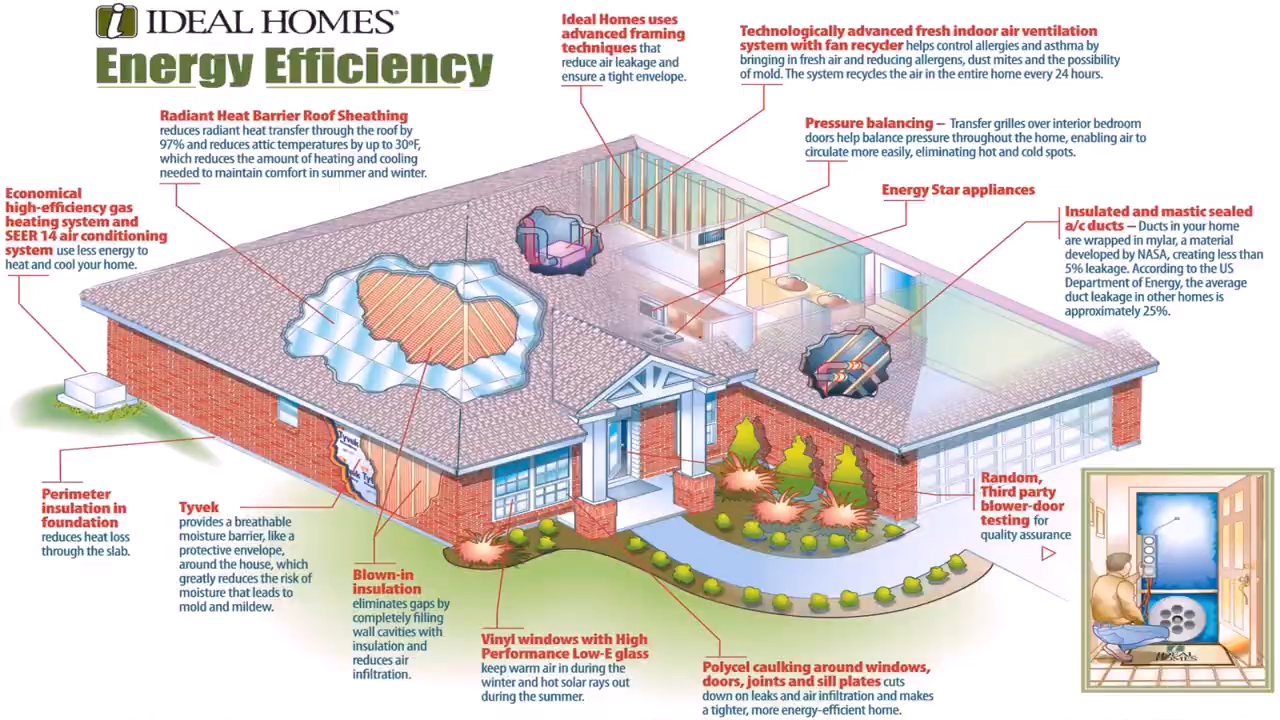 i IDEAL HOMES®
Energy Efficiency
Ideal Homes uses
advanced framing
techniques that
reduce air leakage and
ensure a tight envelope.
Technologically advanced fresh indoor air ventilation
system with fan recycler helps control allergies and asthma by
bringing in fresh air and reducing allergens, dust mites and the possibility
of mold. The system recycles the air in the entire home every 24 hours.
Radiant Heat Barrier Roof Sheathing
reduces radiant heat transfer through the roof by
97% and reduces attic temperatures by up to 30ºF,
which reduces the amount of heating and cooling
needed to maintain comfort in summer and winter.
Pressure balancing – Transfer grilles over interior bedroom
doors help balance pressure throughout the home, enabling air to
circulate more easily, eliminating hot and cold spots.
Energy Star appliances
Economical
high-efficiency gas
heating system and
SEER 14 air conditioning
system use less energy to
heat and cool your home.
Insulated and mastic sealed
a/c ducts – Ducts in your home
are wrapped in mylar, a material
developed by NASA, creating less than
5% leakage. According to the US
Department of Energy, the average
duct leakage in other homes is
approximately 25%.
Tyvek
Perimeter
insulation in
foundation
reduces heat loss
through the slab.
Tyvek
provides a breathable
moisture barrier, like a
protective envelope,
around the house, which
greatly reduces the risk of
moisture that leads to
mold and mildew.
Blown-in
insulation
eliminates gaps by
completely filling
wall cavities with
insulation and
reduces air
infiltration.
Vinyl windows with High
Performance Low-E glass
keep warm air in during the
winter and hot solar rays out
during the summer.
Polycel caulking around windows,
doors, joints and sill plates cuts
down on leaks and air infiltration and makes
a tighter, more energy-efficient home.
Random,
Third party
blower-door
testing for
quality assurance
IDEAL
HOMES